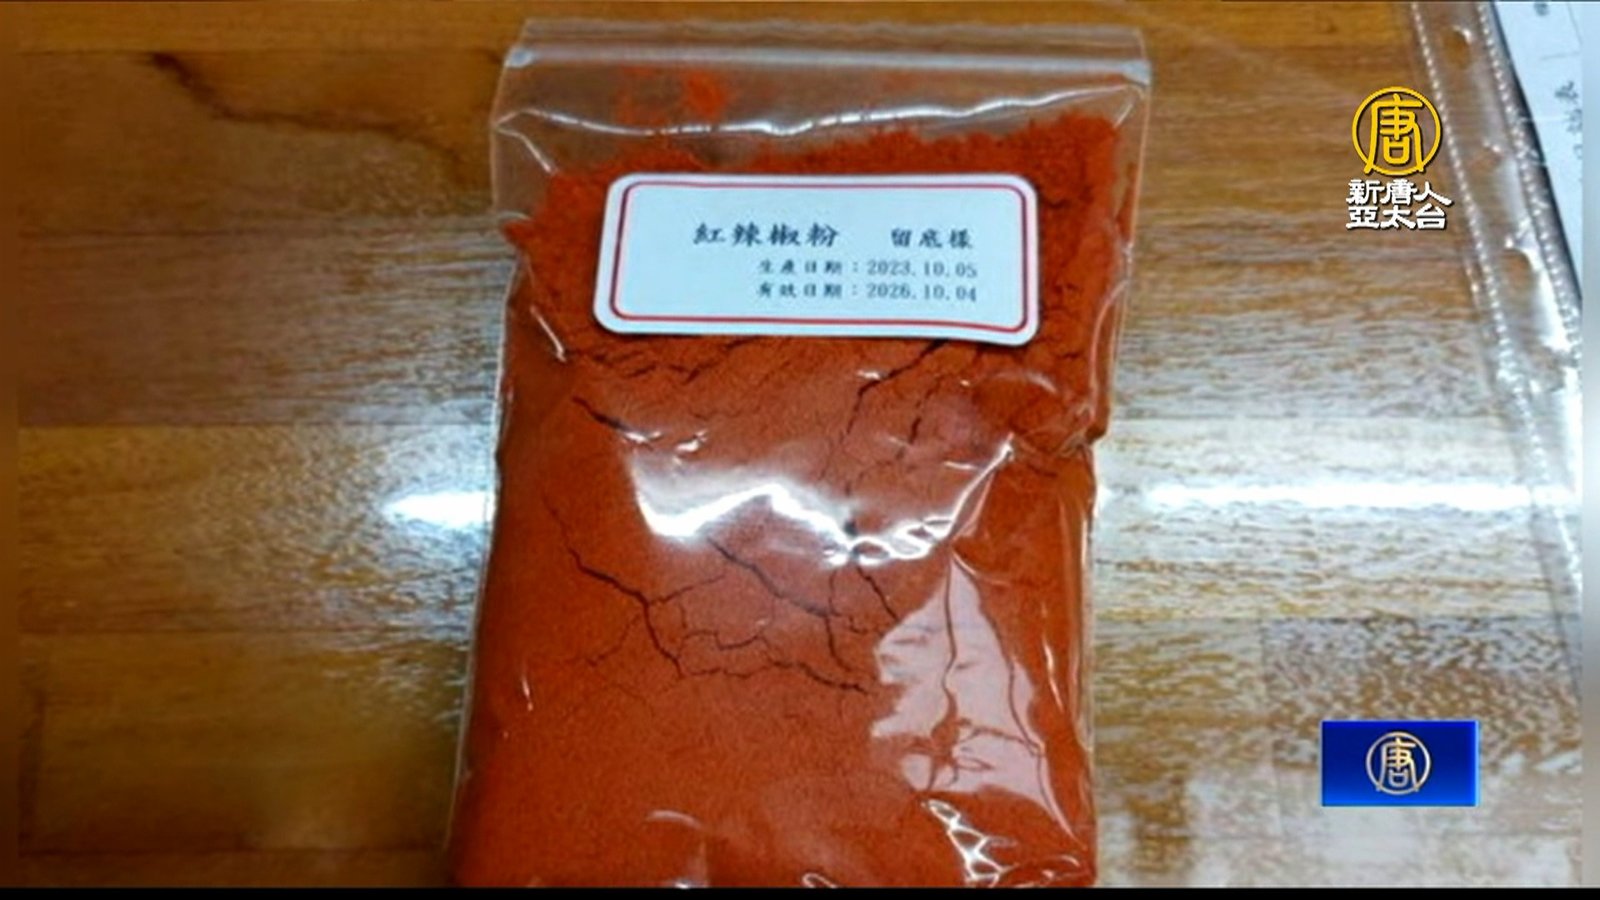 唐
新唐人
亞太台
紅辣椒粉 留底樣
生產日期：2023.10.05
有效日期：2026.10.04
唐